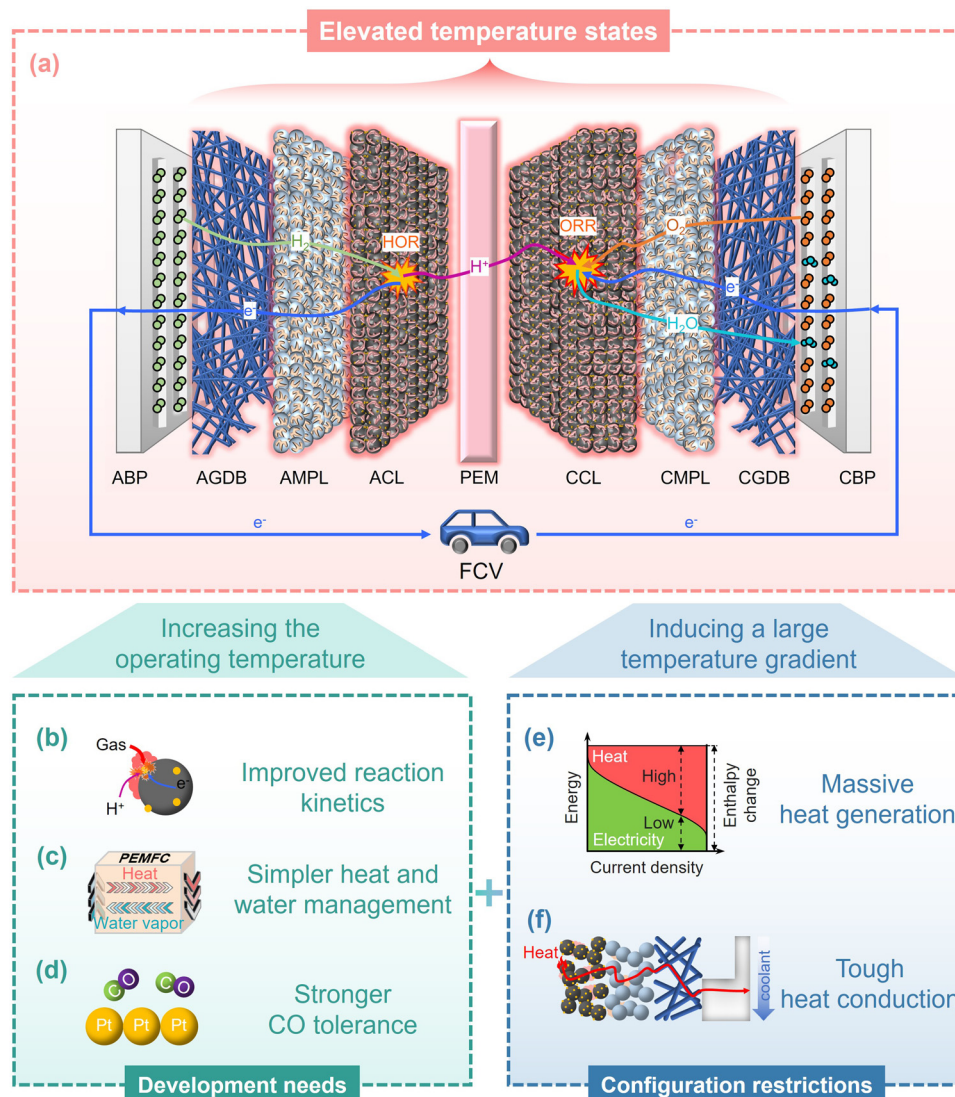 Elevated temperature states
(a)
H₂
HOR
H⁺
ORR
O₂
e⁻
e⁻
H₂O
ABP
AGDB
AMPL
ACL
PEM
CCL
CMPL
CGDB
CBP
e⁻
e⁻
FCV
Increasing the
operating temperature
Inducing a large
temperature gradient
(b)
Gas
e⁻
H⁺
Improved reaction
kinetics
(c)
PEMFC
Heat
Water vapor
Simpler heat and
water management
(d)
C O
C O
Pt Pt Pt
Stronger
CO tolerance
Development needs
+
(e)
Energy
Heat
High
Low
Electricity
Enthalpy
change
Current density
Massive
heat generation
(f)
Heat
coolant
Tough
heat conduction
Configuration restrictions